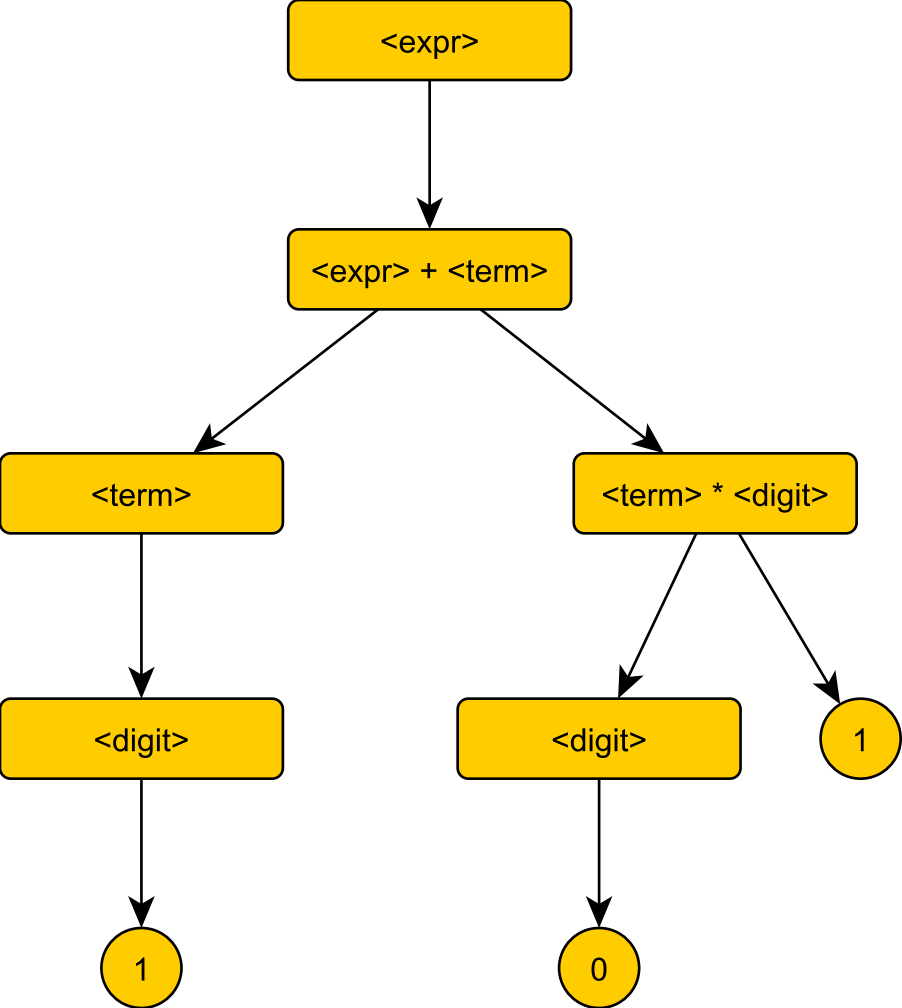 <expr>
<expr> + <term>
<term>
<term> * <digit>
<digit>
<digit>
1
1
0